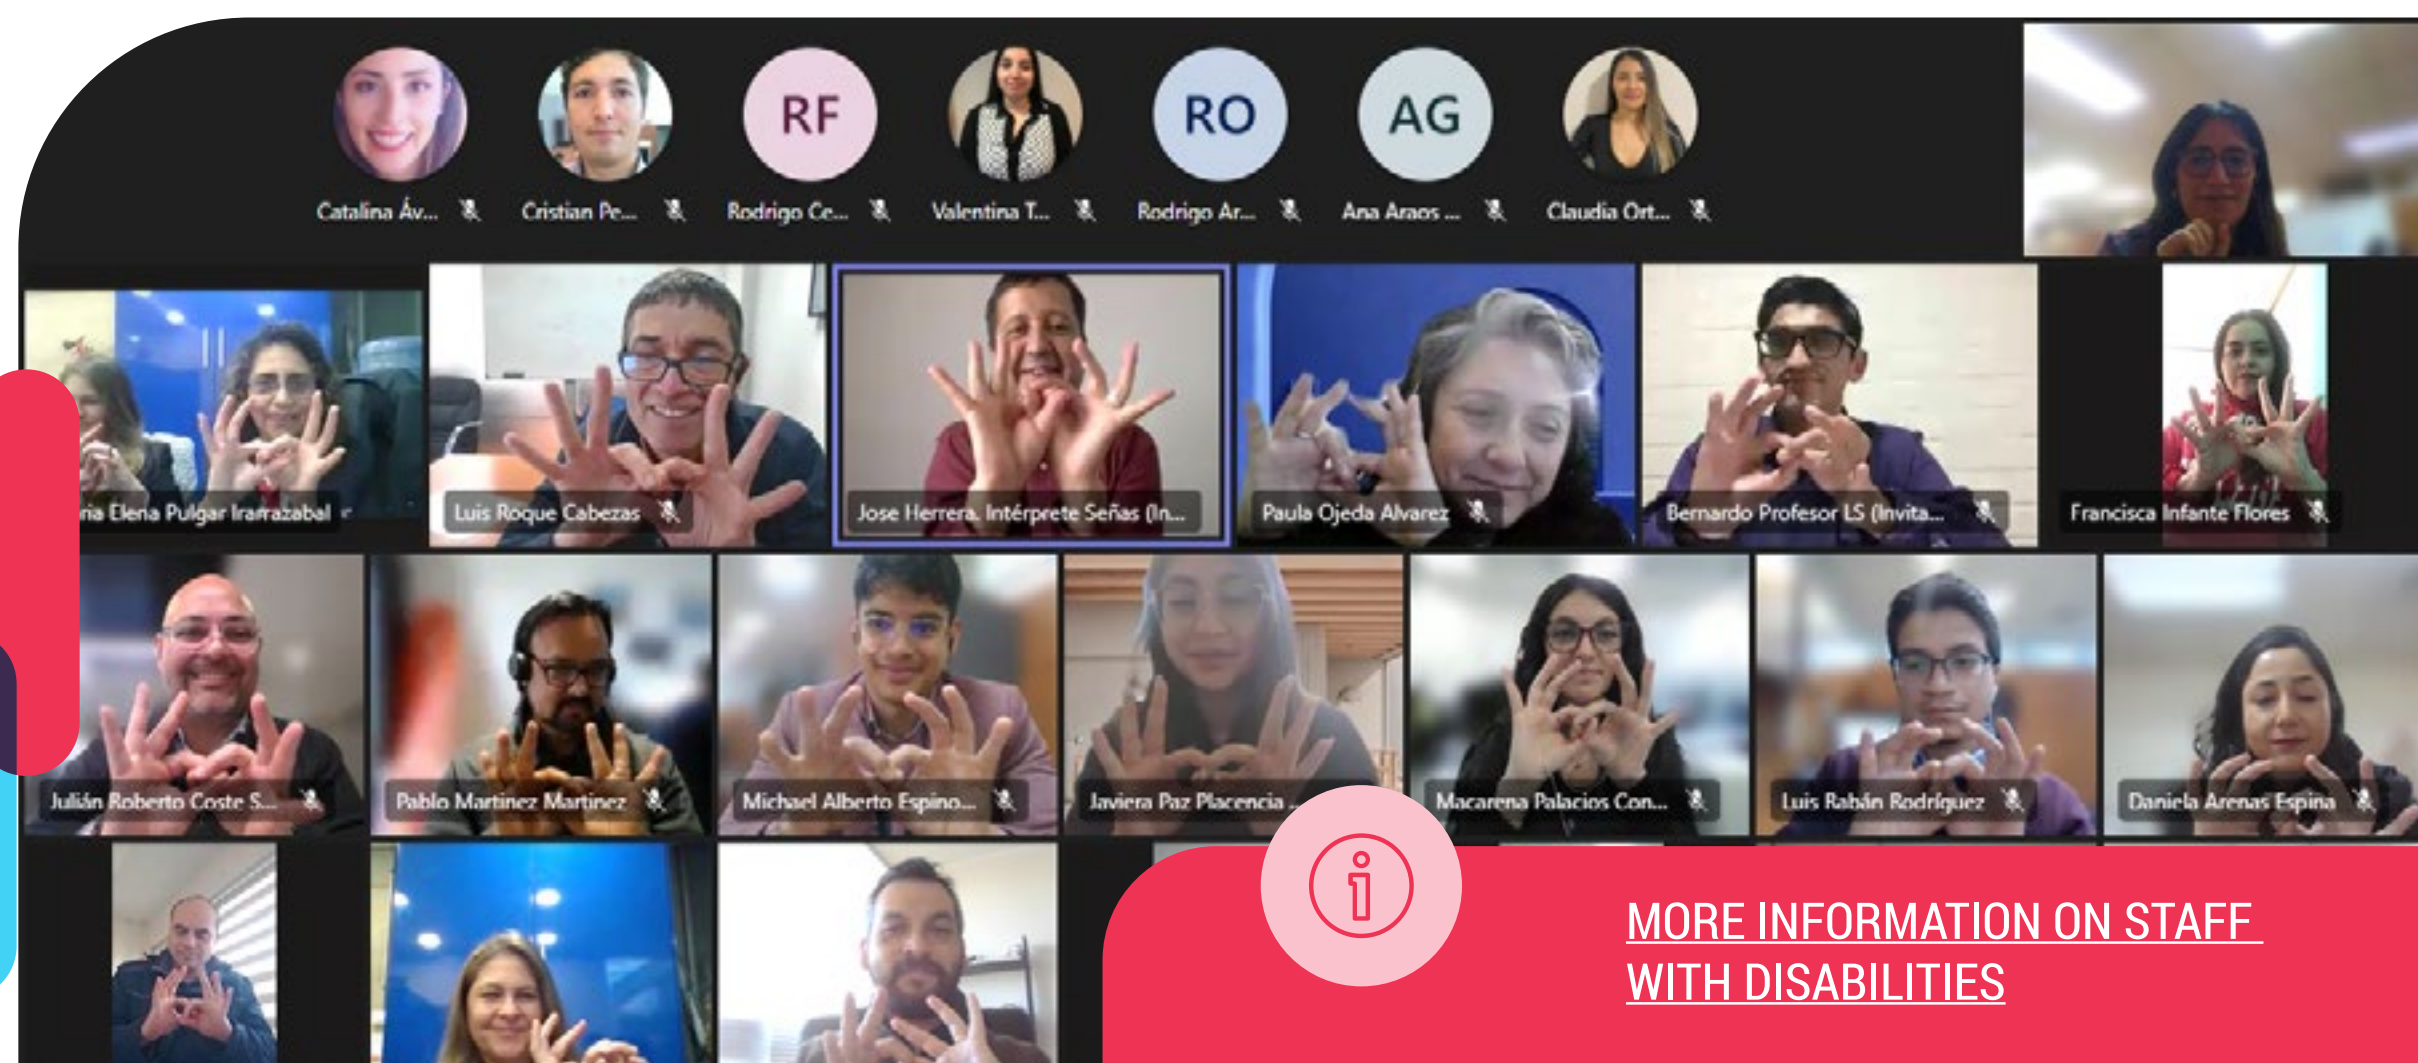 RF
RO
AG
Catalina Áv...
Cristian Pe...
Rodrigo Ce...
Valentina T...
Rodrigo Ar...
Ana Araos ...
Claudia Ort...
ria Elena Pulgar Irarrazabal
Luis Roque Cabezas
Jose Herrera. Intérprete Señas (In...
Paula Ojeda Alvarez
Bernardo Profesor LS (Invita...
Francisca Infante Flores
Julián Roberto Coste S...
Pablo Martinez Martinez
Michael Alberto Espino...
Javiera Paz Placencia ...
Macarena Palacios Con...
Luis Rabán Rodríguez
Daniela Arenas Espina
MORE INFORMATION ON STAFF
WITH DISABILITIES